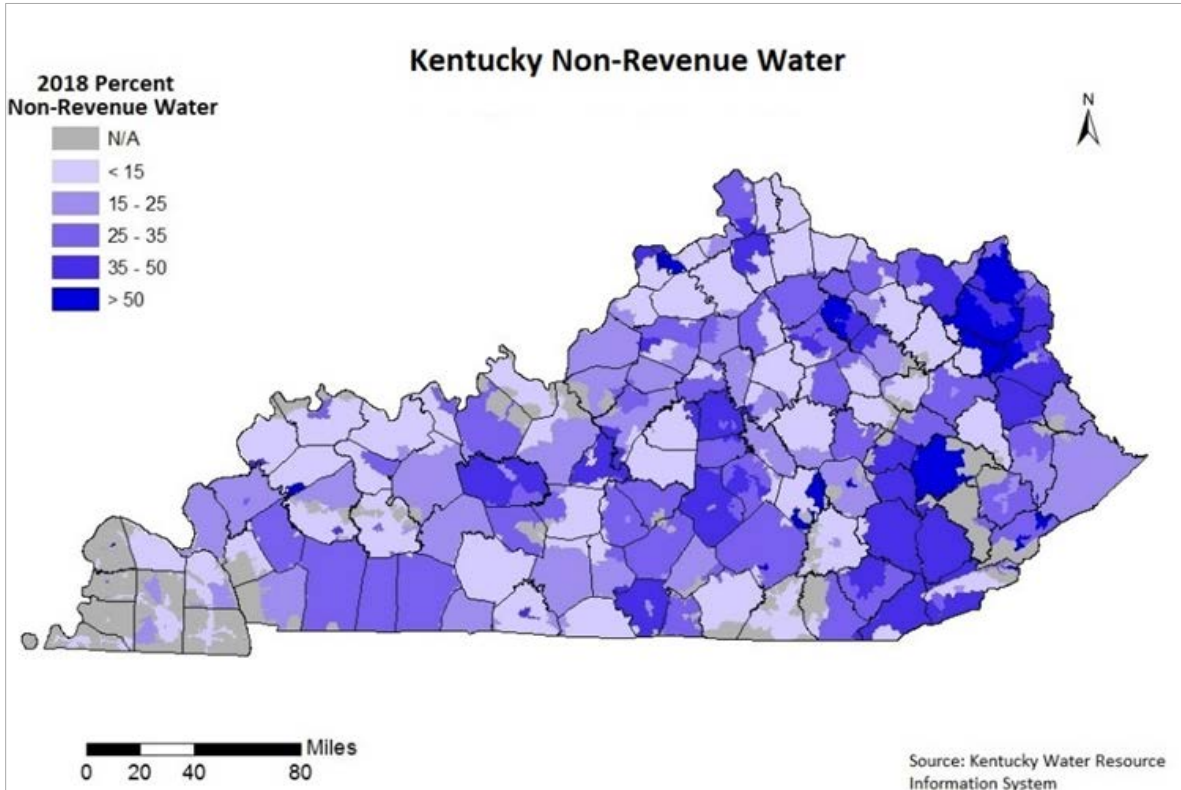 Kentucky Non-Revenue Water
2018 Percent
Non-Revenue Water
N/A
< 15
15 - 25
25 - 35
35 - 50
> 50
N
Miles
0 20 40 80
Source: Kentucky Water Resource
Information System